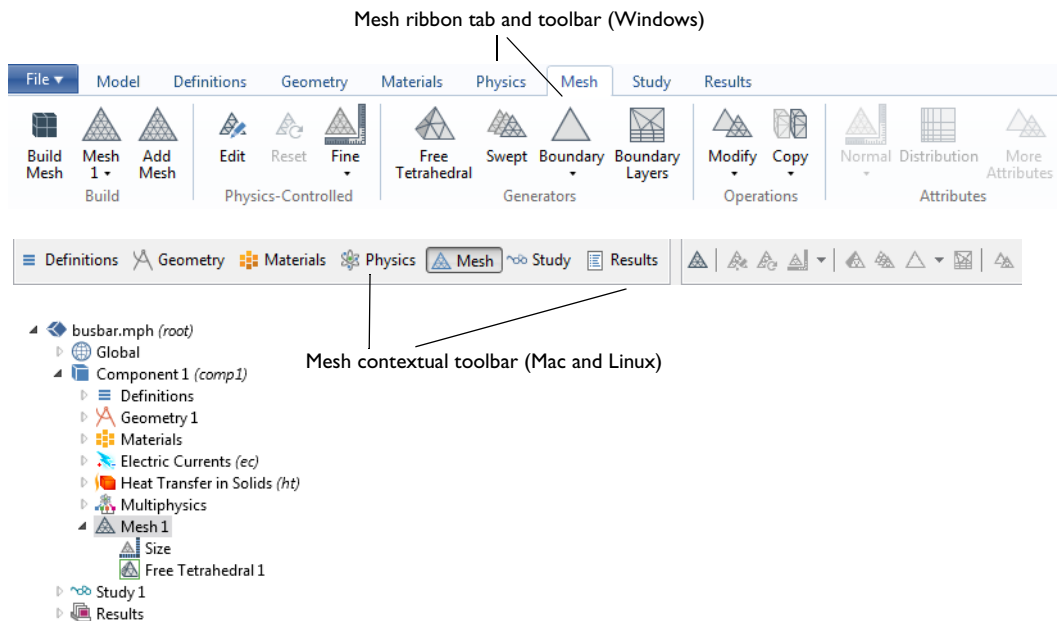 Mesh ribbon tab and toolbar (Windows)
File Model Definitions Geometry Materials Physics Mesh Study Results
Build Mesh
Mesh 1
Add Mesh
Build
Edit
Reset
Fine
Physics-Controlled
Free Tetrahedral
Swept
Boundary
Boundary Layers
Generators
Modify
Copy
Operations
Normal
Distribution
More Attributes
Attributes
Definitions Geometry Materials Physics Mesh Study Results
Mesh contextual toolbar (Mac and Linux)
busbar.mph (root)
Global
Component 1 (comp1)
Definitions
Geometry 1
Materials
Electric Currents (ec)
Heat Transfer in Solids (ht)
Multiphysics
Mesh 1
Size
Free Tetrahedral 1
Study 1
Results